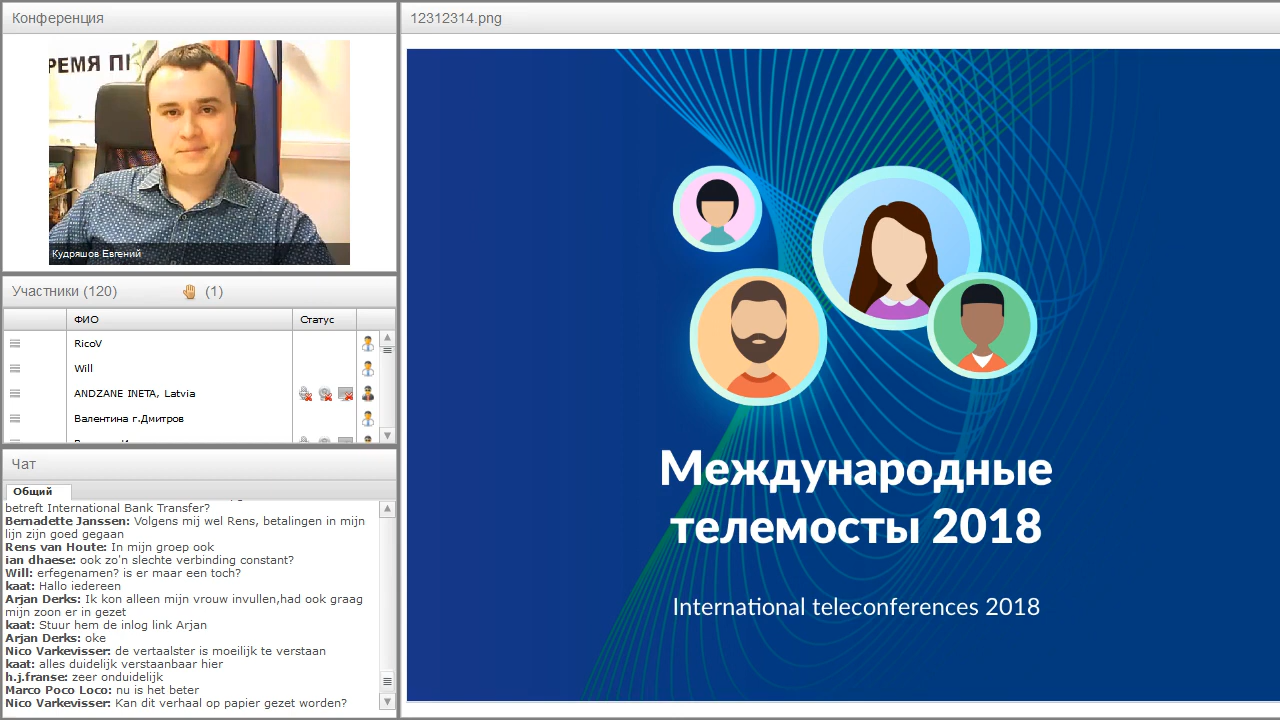 Конференция
РЕМЯ ПЕ
Кудряшов Евгений
Участники (120) (1)
ФИО Статус
RicoV
Will
ANDZANE INETA, Latvia
Валентина г.Дмитров
Чат
Общий
betreft International Bank Transfer?
Bernadette Janssen: Volgens mij wel Rens, betalingen in mijn
lijn zijn goed gegaan
Rens van Houte: In mijn groep ook
ian dhaese: ook zo'n slechte verbinding constant?
Will: erfegenamen? is er maar een toch?
kaat: Hallo iedereen
Arjan Derks: Ik kon alleen mijn vrouw invullen,had ook graag
mijn zoon er in gezet
kaat: Stuur hem de inlog link Arjan
Arjan Derks: oke
Nico Varkevisser: de vertaalster is moeilijk te verstaan
kaat: alles duidelijk verstaanbaar hier
h.j.franse: zeer onduidelijk
Marco Poco Loco: nu is het beter
Nico Varkevisser: Kan dit verhaal op papier gezet worden?
12312314.png
Международные
телемосты 2018
International teleconferences 2018